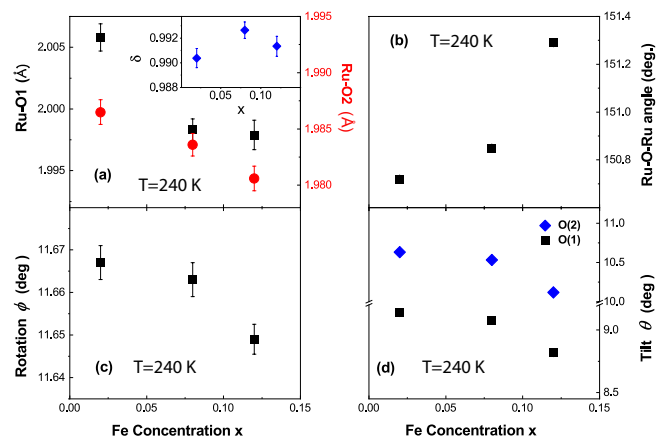 2.005
2.000
1.995
Ru-O1 (Å)
0.992
0.990
0.988
δ
0.05
0.10
x
1.995
1.990
1.985
1.980
Ru-O2 (Å)
(a)
T=240 K
(b)
T=240 K
151.4
151.2
151.0
150.8
Ru-O-Ru angle (deg.)
11.67
11.66
11.65
11.64
Rotation ϕ (deg)
(c)
T=240 K
0.00
0.05
0.10
0.15
Fe Concentration x
O(2)
O(1)
11.0
10.5
10.0
9.0
8.5
Tilt θ (deg)
(d)
T=240 K
0.00
0.05
0.10
0.15
Fe Concentration x